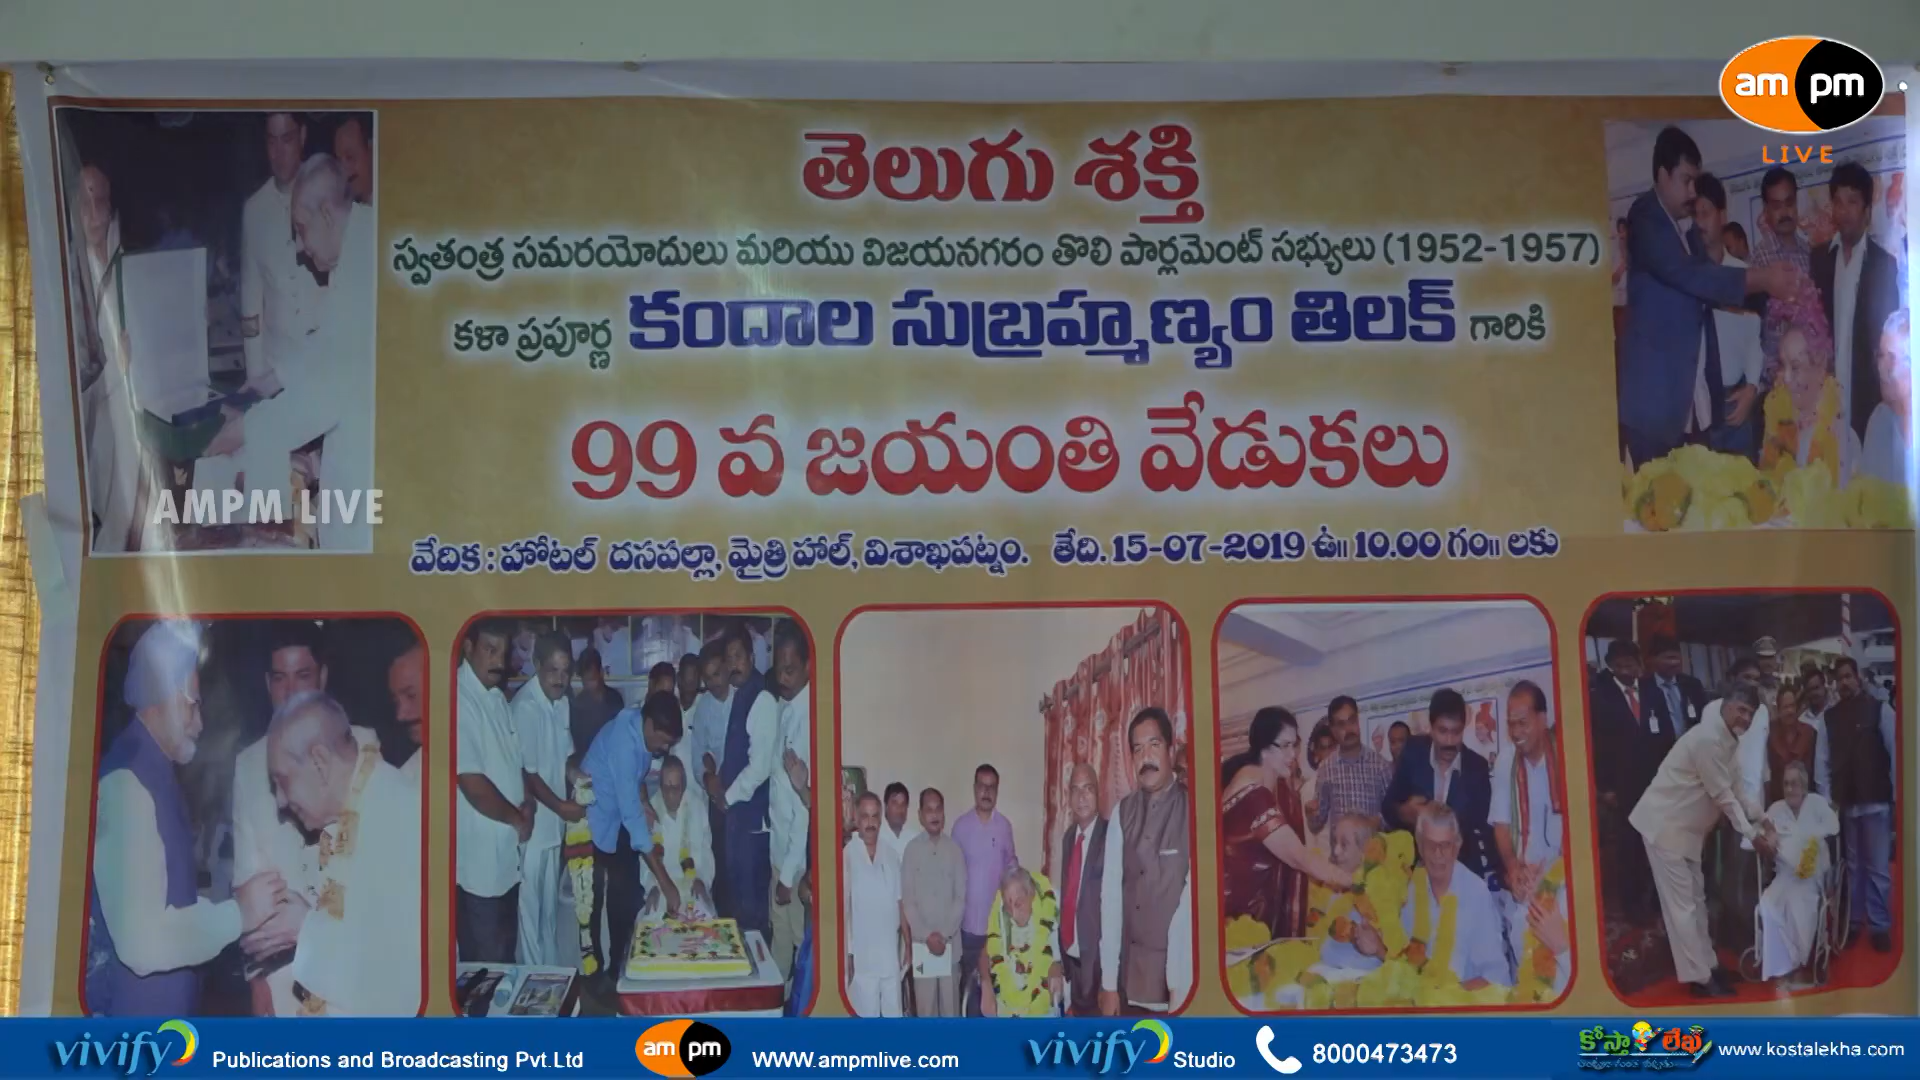 am pm
LIVE
తెలుగు శక్తి
స్వతంత్ర సమరయోదులు మరియు విజయనగరం తొలి పార్లమెంట్ సభ్యులు (1952-1957)
కళా ప్రపూర్ణ కందాల సుబ్రహ్మణ్యం తిలక్ గారికి
99 వ జయంతి వేడుకలు
AMPM LIVE
వేదిక : హోటల్ దసపల్లా, మైత్రి హాల్, విశాఖపట్నం. తేది. 15-07-2019 ఉ॥ 10.00 గం॥ లకు
vivify Publications and Broadcasting Pvt.Ltd am pm WWW.ampmlive.com vivify Studio 8000473473 కోస్తా లేఖ www.kostalekha.com